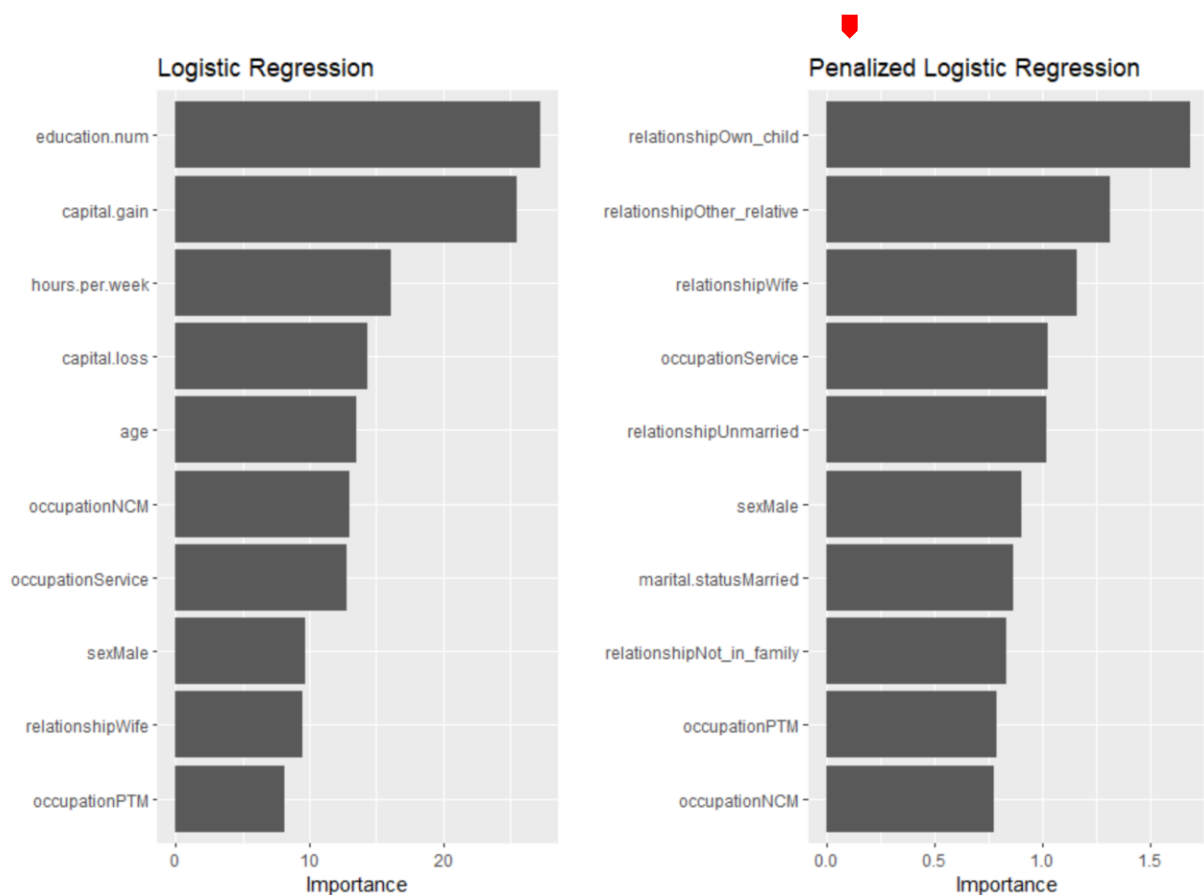 Logistic Regression
education.num
capital.gain
hours.per.week
capital.loss
age
occupationNCM
occupationService
sexMale
relationshipWife
occupationPTM
0 10 20
Importance
Penalized Logistic Regression
relationshipOwn_child
relationshipOther_relative
relationshipWife
occupationService
relationshipUnmarried
sexMale
marital.statusMarried
relationshipNot_in_family
occupationPTM
occupationNCM
0.0 0.5 1.0 1.5
Importance